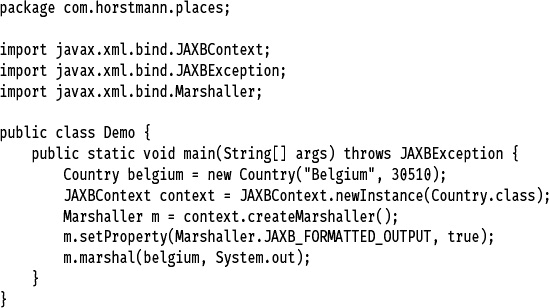 package com.horstmann.places;

import javax.xml.bind.JAXBContext;
import javax.xml.bind.JAXBException;
import javax.xml.bind.Marshaller;

public class Demo {
    public static void main(String[] args) throws JAXBException {
        Country belgium = new Country("Belgium", 30510);
        JAXBContext context = JAXBContext.newInstance(Country.class);
        Marshaller m = context.createMarshaller();
        m.setProperty(Marshaller.JAXB_FORMATTED_OUTPUT, true);
        m.marshal(belgium, System.out);
    }
}